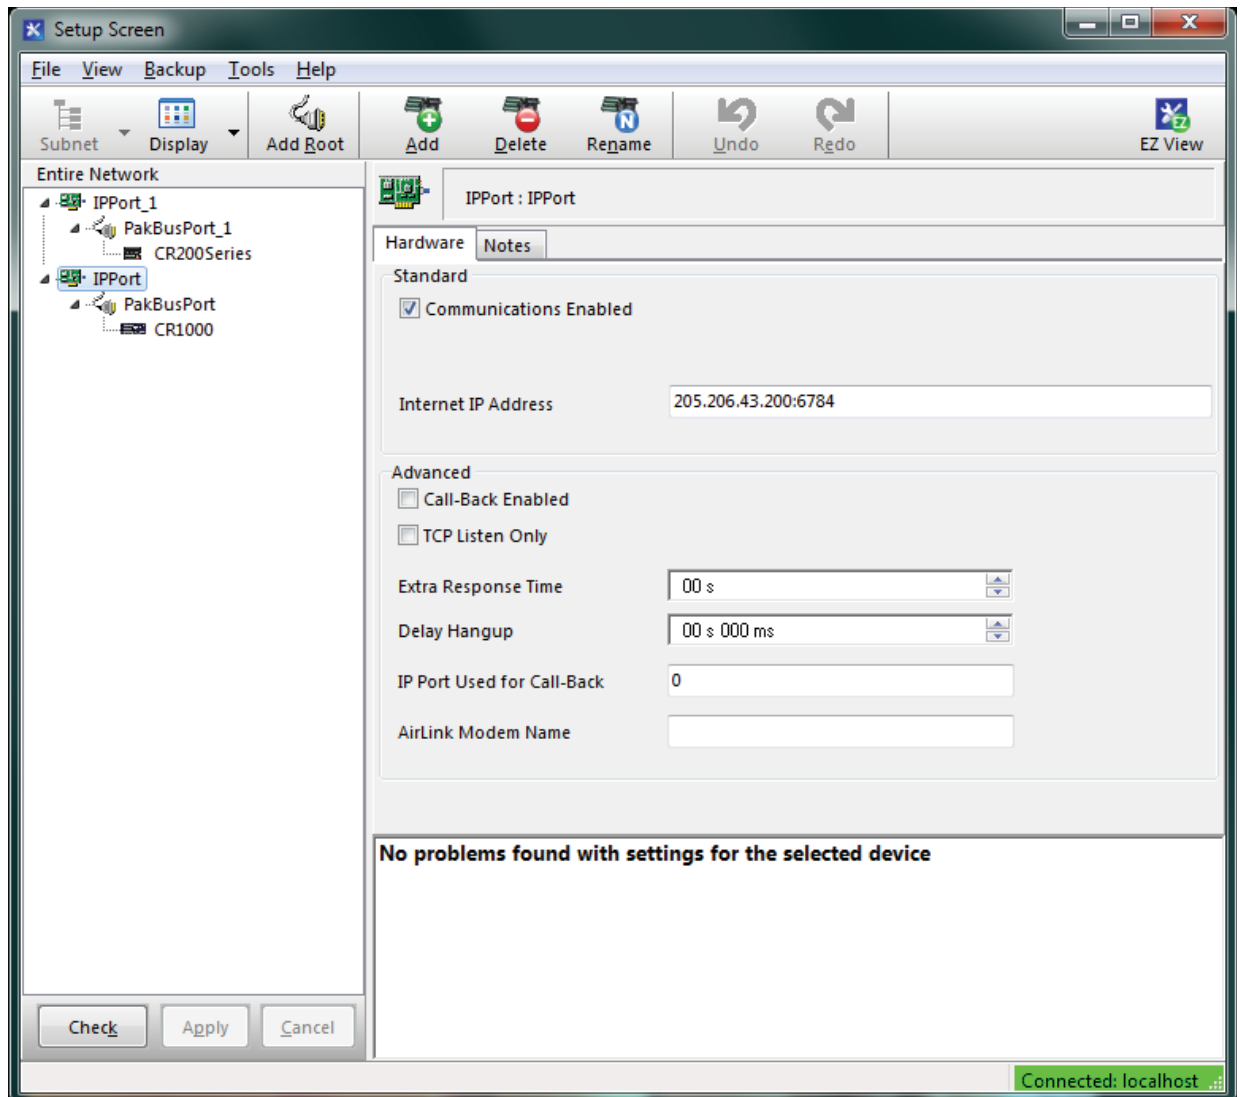 Setup Screen
File View Backup Tools Help
Subnet Display Add Root Add Delete Rename Undo Redo EZ View
N
EZ
Entire Network
IPPort_1
PakBusPort_1
CR200Series
IPPort
PakBusPort
CR1000
IPPort : IPPort
Hardware Notes
Standard
Communications Enabled
Internet IP Address 205.206.43.200:6784
Advanced
Call-Back Enabled
TCP Listen Only
Extra Response Time 00 s
Delay Hangup 00 s 000 ms
IP Port Used for Call-Back 0
AirLink Modem Name
No problems found with settings for the selected device
Check Apply Cancel
Connected: localhost